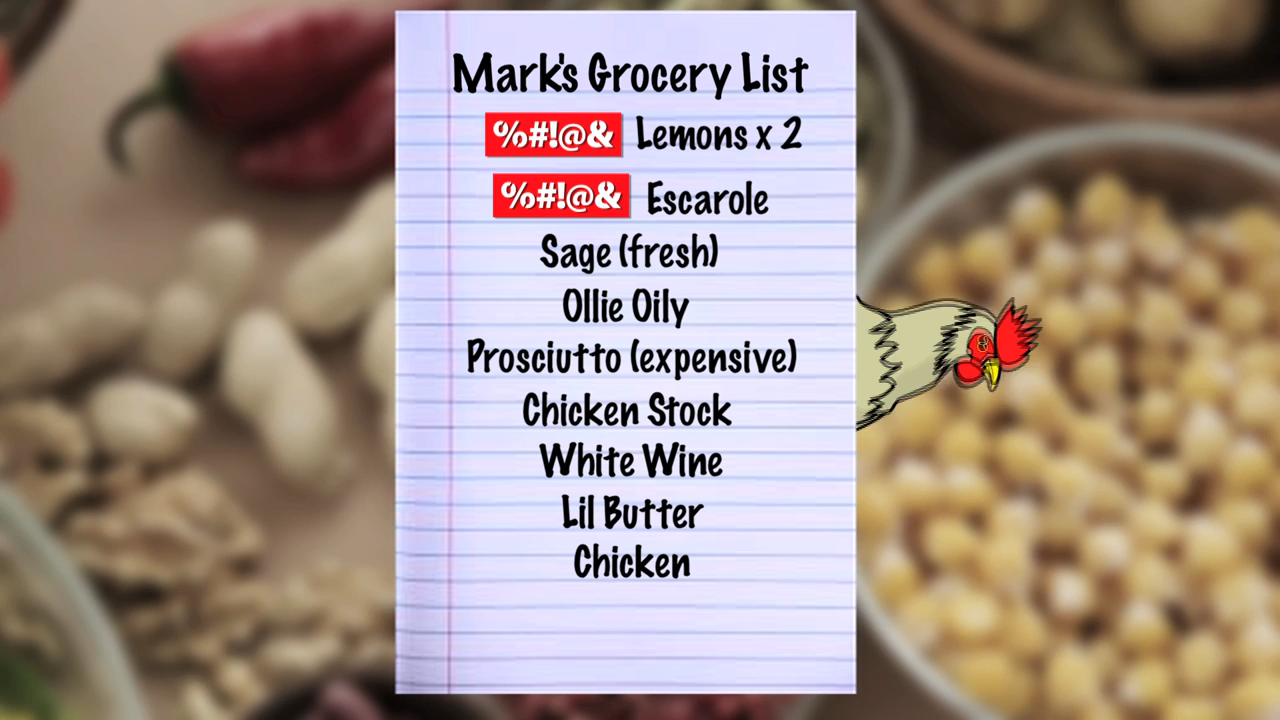 Mark's Grocery List
%#!@& Lemons x 2
%#!@& Escarole
Sage (fresh)
Ollie Oily
Prosciutto (expensive)
Chicken Stock
White Wine
Lil Butter
Chicken